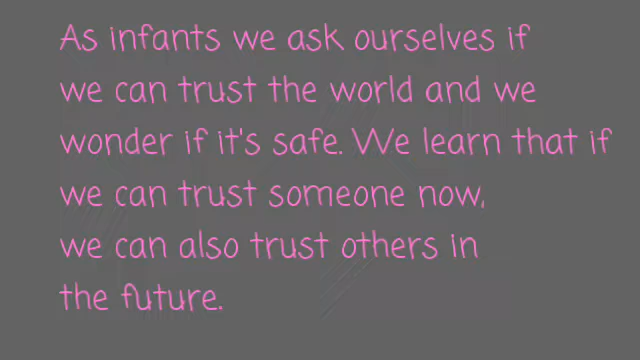 As infants we ask ourselves if
we can trust the world and we
wonder if it's safe. We learn that if
we can trust someone now,
we can also trust others in
the future.